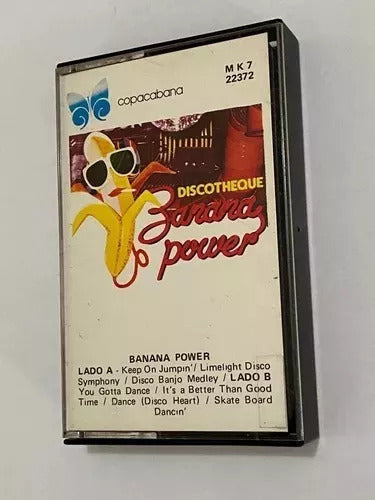 copacabana
MK7
22372
DISCOTHEQUE
Banana
power
BANANA POWER
LADO A - Keep On Jumpin'/ Limelight Disco
Symphony / Disco Banjo Medley / LADO B
You Gotta Dance / It's a Better Than Good
Time / Dance (Disco Heart) / Skate Board
Dancin'